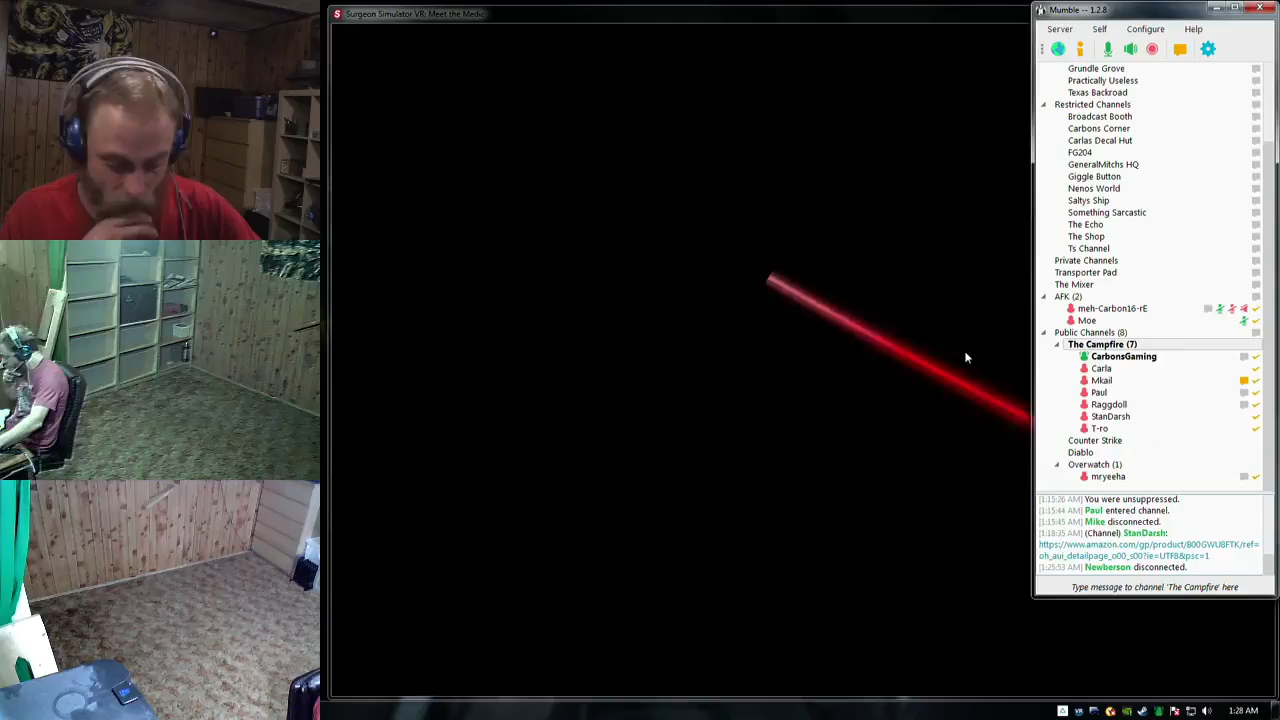 Surgeon Simulator VR: Meet the Medic
Mumble -- 1.2.8
Server Self Configure Help
Grundle Grove
Practically Useless
Texas Backroad
Restricted Channels
Broadcast Booth
Carbons Corner
Carlas Decal Hut
FG204
GeneralMitchs HQ
Giggle Button
Nenos World
Saltys Ship
Something Sarcastic
The Echo
The Shop
Ts Channel
Private Channels
Transporter Pad
The Mixer
AFK (2)
meh-Carbon16-rE
Moe
Public Channels (8)
The Campfire (7)
CarbonsGaming
Carla
Mkail
Paul
Raggdoll
StanDarsh
T-ro
Counter Strike
Diablo
Overwatch (1)
mryeeha
[1:15:26 AM] You were unsuppressed.
[1:15:44 AM] Paul entered channel.
[1:15:45 AM] Mike disconnected.
[1:18:35 AM] (Channel) StanDarsh:
https://www.amazon.com/gp/product/B00GWU8FTK/ref=
oh_aui_detailpage_o00_s00?ie=UTF8&psc=1
[1:25:53 AM] Newberson disconnected.
Type message to channel 'The Campfire' here
1:28 AM